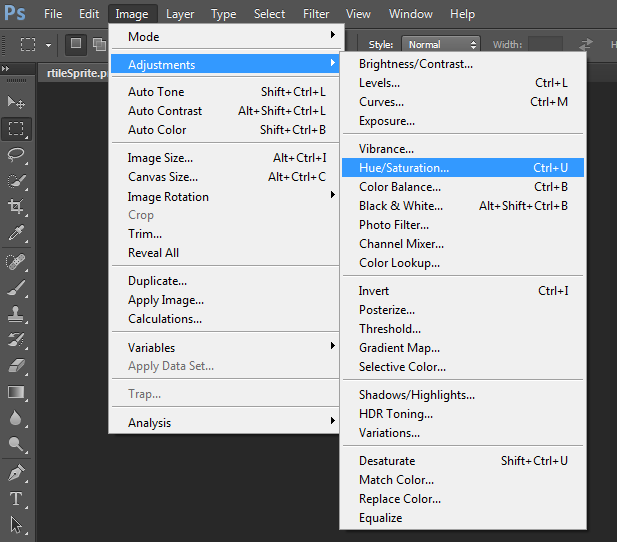 Ps File Edit Image Layer Type Select Filter View Window Help
Style: Normal Width:
rtileSprite.p
Mode
Adjustments
Auto Tone Shift+Ctrl+L
Auto Contrast Alt+Shift+Ctrl+L
Auto Color Shift+Ctrl+B
Image Size... Alt+Ctrl+I
Canvas Size... Alt+Ctrl+C
Image Rotation
Crop
Trim...
Reveal All
Duplicate...
Apply Image...
Calculations...
Variables
Apply Data Set...
Trap...
Analysis
Brightness/Contrast...
Levels... Ctrl+L
Curves... Ctrl+M
Exposure...
Vibrance...
Hue/Saturation... Ctrl+U
Color Balance... Ctrl+B
Black & White... Alt+Shift+Ctrl+B
Photo Filter...
Channel Mixer...
Color Lookup...
Invert Ctrl+I
Posterize...
Threshold...
Gradient Map...
Selective Color...
Shadows/Highlights...
HDR Toning...
Variations...
Desaturate Shift+Ctrl+U
Match Color...
Replace Color...
Equalize
T